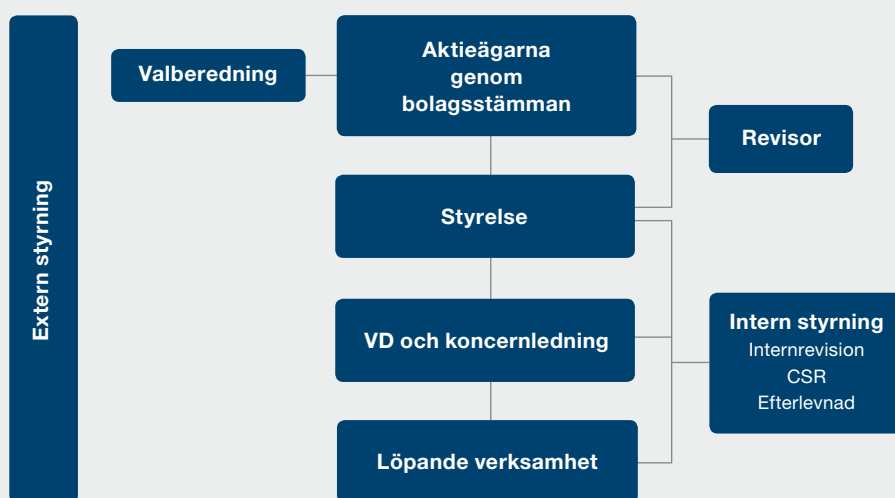 Extern styrning
Valberedning
Aktieägarna
genom
bolagsstämman
Revisor
Styrelse
VD och koncernledning
Intern styrning
Internrevision
CSR
Efterlevnad
Löpande verksamhet